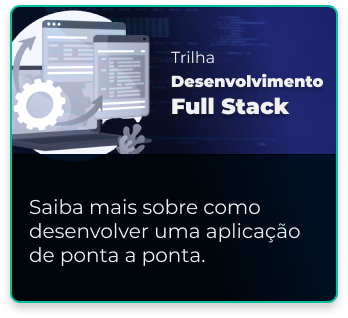 Trilha
Desenvolvimento
Full Stack
Saiba mais sobre como
desenvolver uma aplicação
de ponta a ponta.